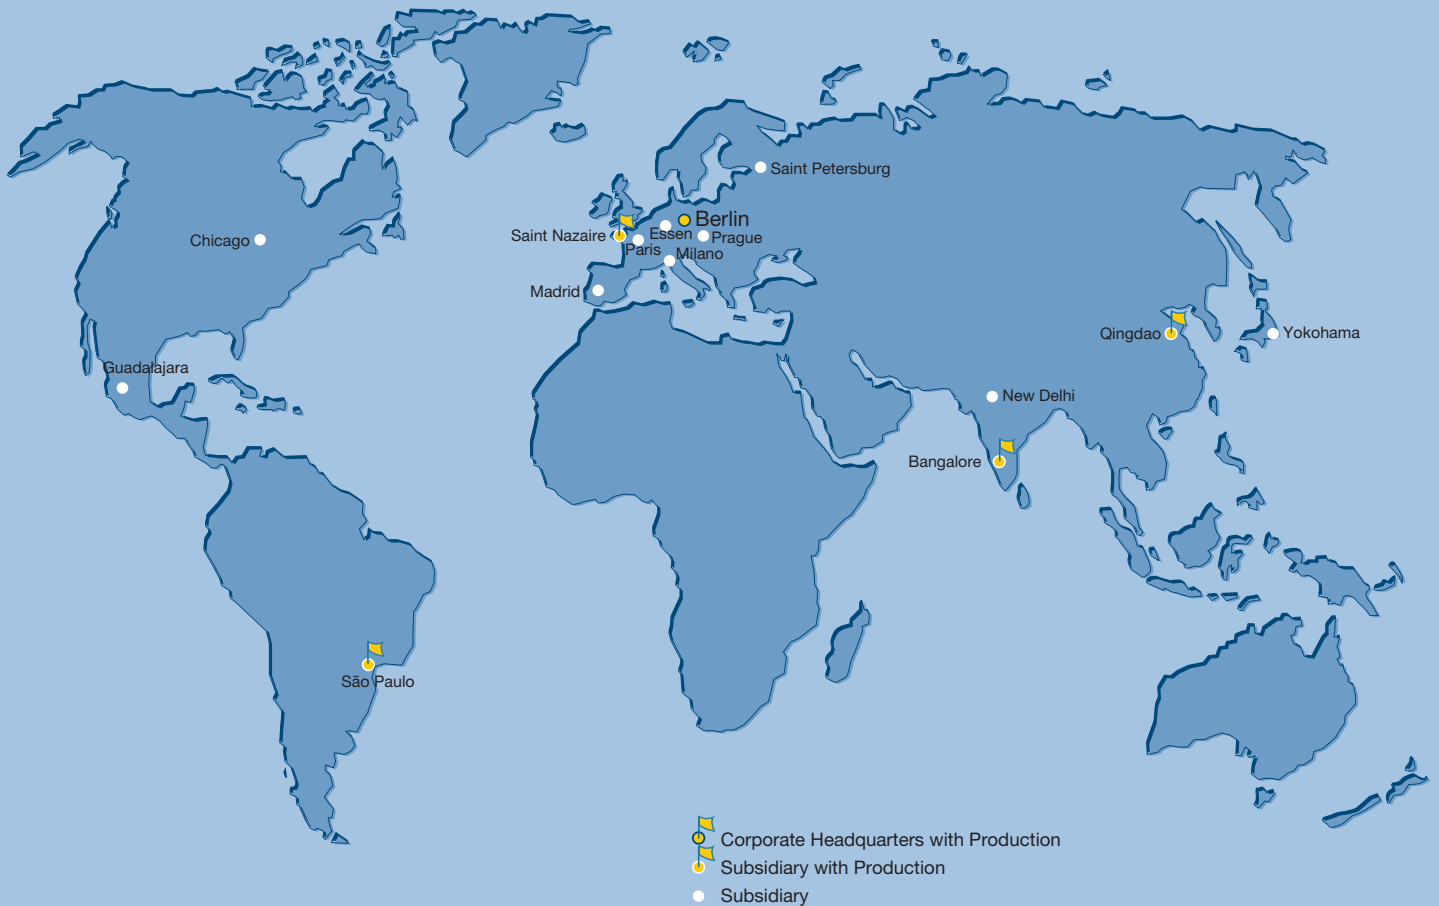 Saint Petersburg
Berlin
Saint Nazaire
Essen
Prague
Chicago
Paris
Milano
Madrid
Qingdao
Yokohama
Guadalajara
New Delhi
Bangalore
São Paulo
Corporate Headquarters with Production
Subsidiary with Production
Subsidiary